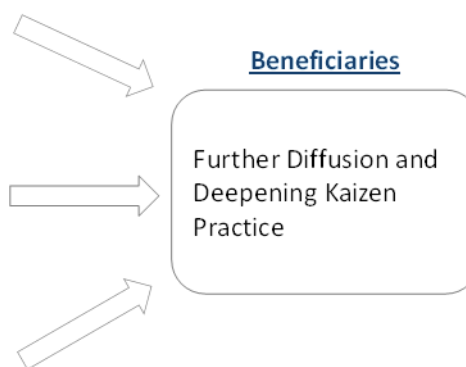 Beneficiaries
Further Diffusion and
Deepening Kaizen
Practice